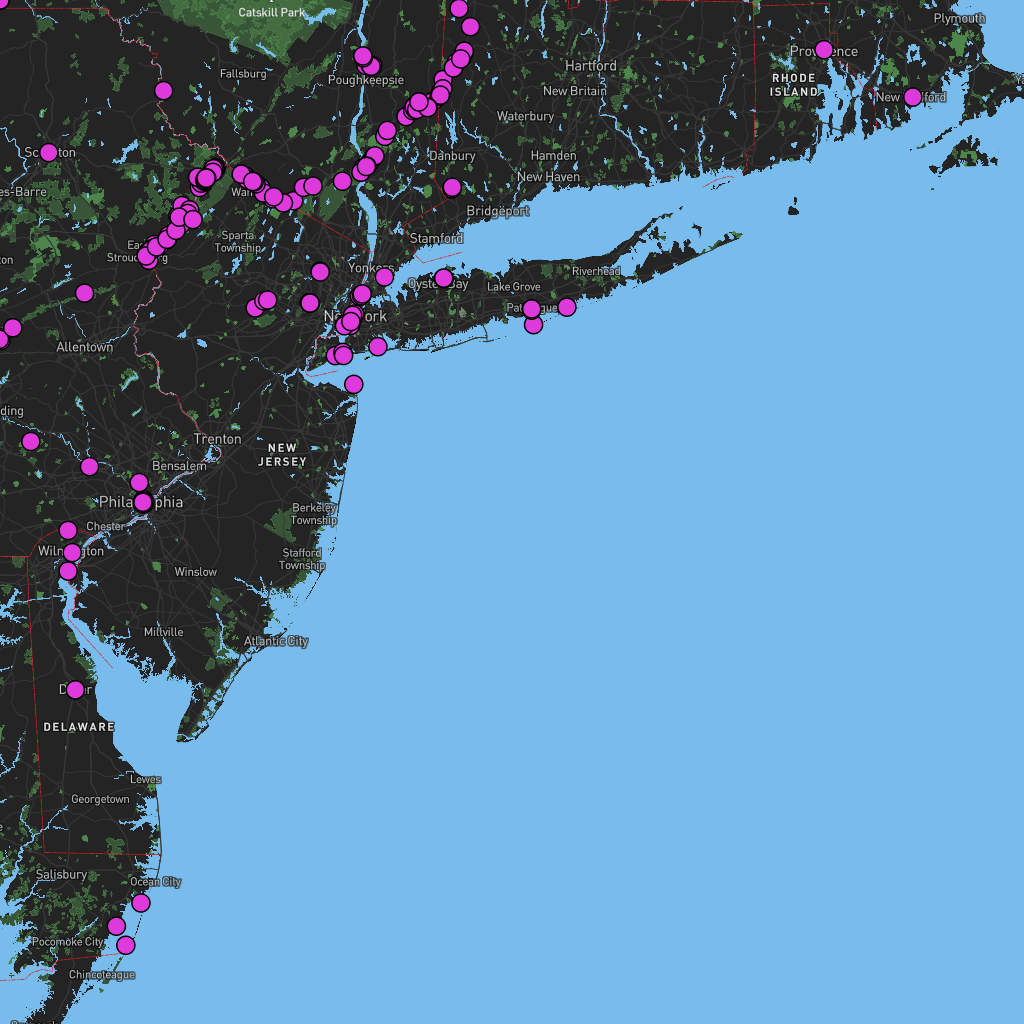 Catskill Park
Plymouth
Fallsburg
Poughkeepsie
Hartford
New Britain
RHODE
ISLAND
Waterbury
Danbury
Hamden
New Haven
Bridgeport
Stamford
Sparta
Township
Yonkers
Oyster Bay
Lake Grove
Riverhead
Allentown
Trenton
NEW
JERSEY
Bensalem
Chester
Berkeley
Township
Stafford
Township
Winslow
Millville
Atlantic City
DELAWARE
Lewes
Georgetown
Salisbury
Ocean City
Pocomoke City
Chincoteague